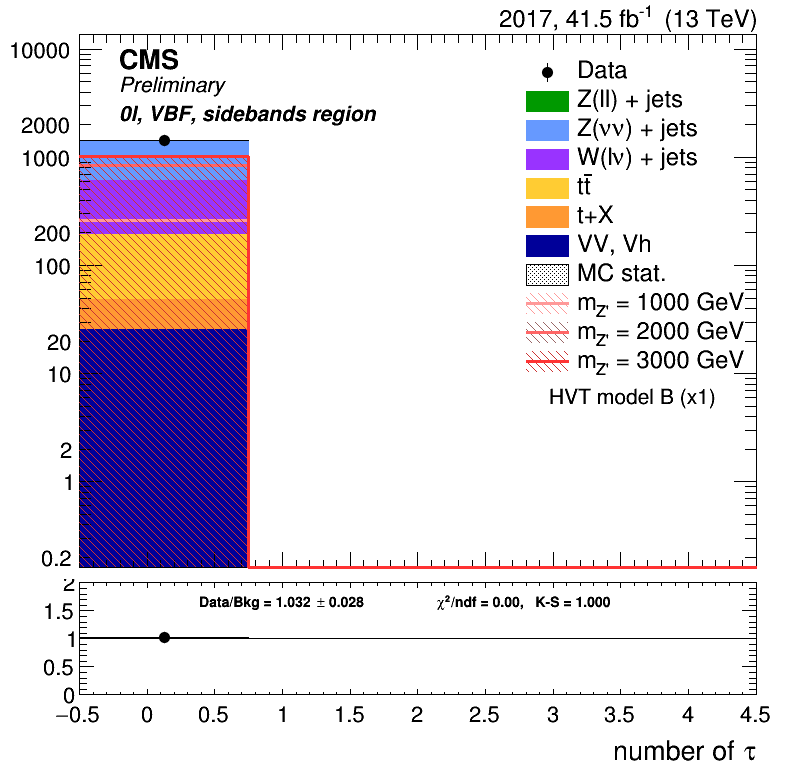 2017, 41.5 fb⁻¹ (13 TeV)
CMS
Preliminary
0l, VBF, sidebands region
Data
Z(ll) + jets
Z(νν) + jets
W(lν) + jets
tt̄
t+X
VV, Vh
MC stat.
m_Z' = 1000 GeV
m_Z' = 2000 GeV
m_Z' = 3000 GeV
HVT model B (x1)
10000
2000
1000
200
100
20
10
2
1
0.2
Data/Bkg = 1.032 ± 0.028 χ²/ndf = 0.00, K-S = 1.000
2
1.5
1
0.5
0
−0.5 0 0.5 1 1.5 2 2.5 3 3.5 4 4.5
number of τ